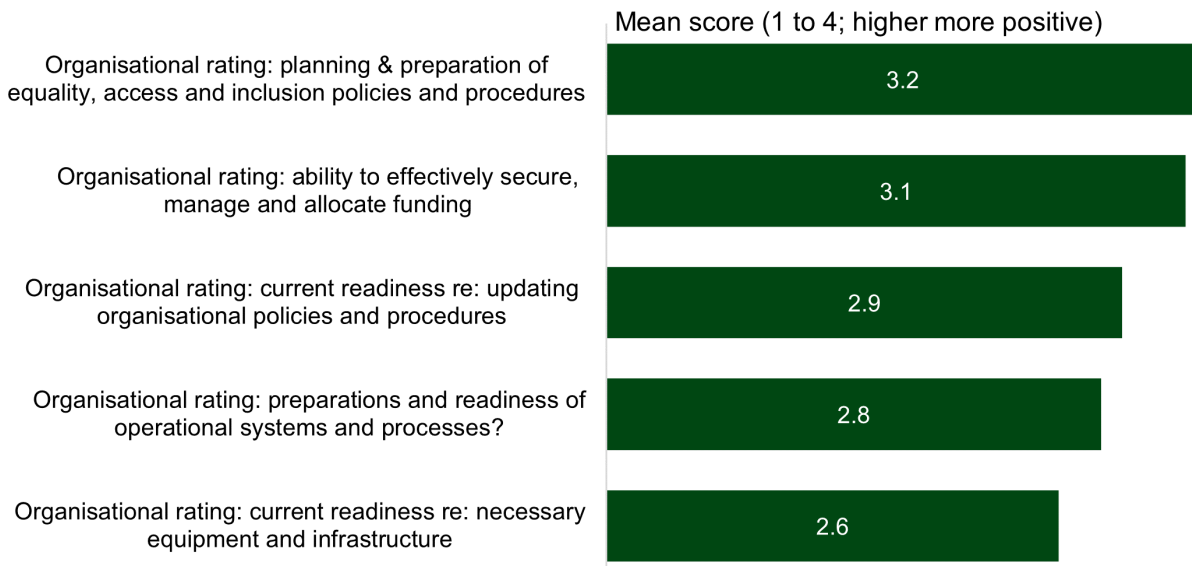 Mean score (1 to 4; higher more positive)
Organisational rating: planning & preparation of
equality, access and inclusion policies and procedures
3.2
Organisational rating: ability to effectively secure,
manage and allocate funding
3.1
Organisational rating: current readiness re: updating
organisational policies and procedures
2.9
Organisational rating: preparations and readiness of
operational systems and processes?
2.8
Organisational rating: current readiness re: necessary
equipment and infrastructure
2.6